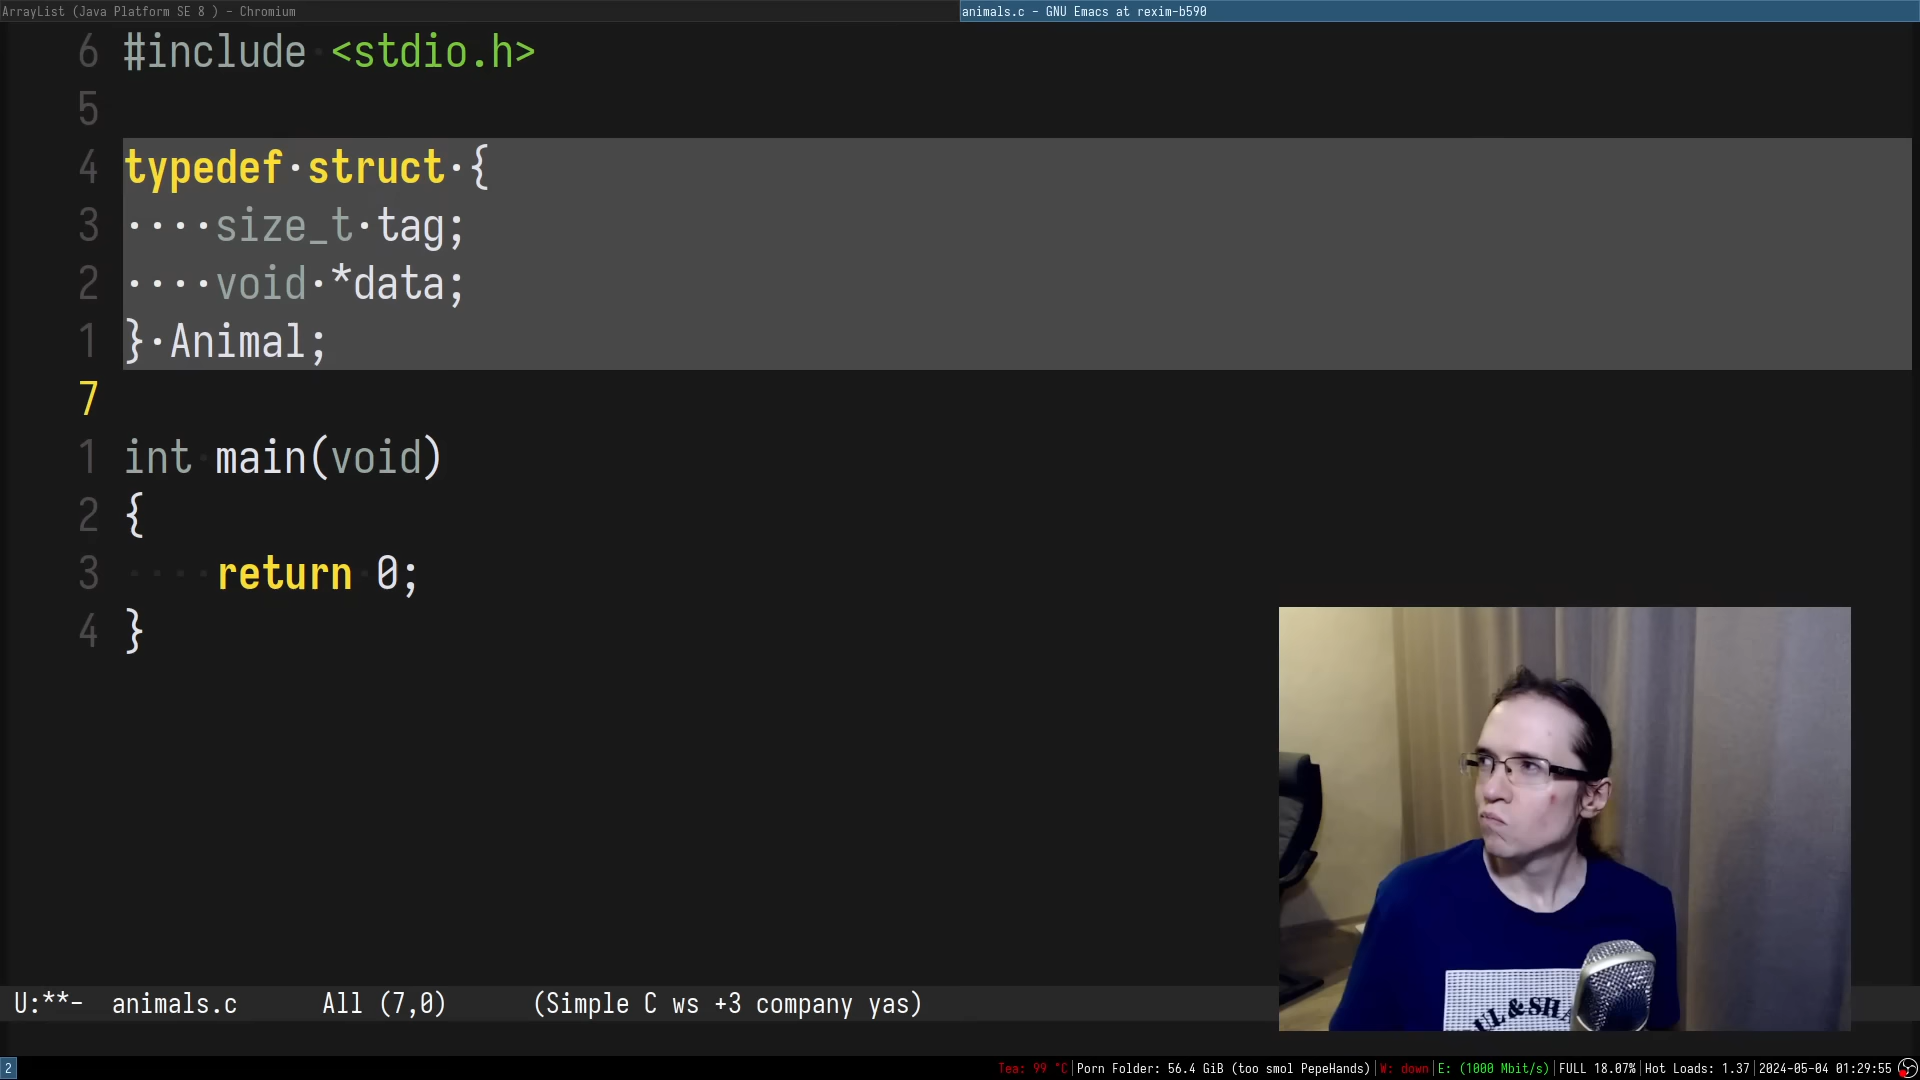 ArrayList (Java Platform SE 8 ) - Chromium
animals.c - GNU Emacs at rexim-b590
6 #include <stdio.h>
5
4 typedef·struct·{
3 ····size_t·tag;
2 ····void·*data;
1 }·Animal;
7
1 int main(void)
2 {
3 ···· return 0;
4 }
UL&SHA
U:**- animals.c All (7,0) (Simple C ws +3 company yas)
2 Tea: 99 °C|Porn Folder: 56.4 GiB (too smol PepeHands)|W: down|E: (1000 Mbit/s)|FULL 18.07%|Hot Loads: 1.37|2024-05-04 01:29:55